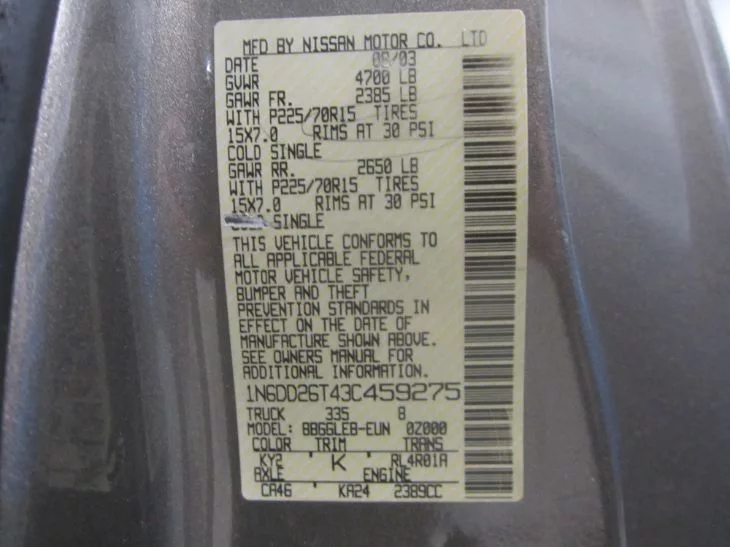 MFD BY NISSAN MOTOR CO. LTD
DATE 08/03
GVWR 4700 LB
GAWR FR. 2385 LB
WITH P225/70R15 TIRES
15X7.0 RIMS AT 30 PSI
COLD SINGLE
GAWR RR. 2650 LB
WITH P225/70R15 TIRES
15X7.0 RIMS AT 30 PSI
SINGLE
THIS VEHICLE CONFORMS TO
ALL APPLICABLE FEDERAL
MOTOR VEHICLE SAFETY,
BUMPER AND THEFT
PREVENTION STANDARDS IN
EFFECT ON THE DATE OF
MANUFACTURE SHOWN ABOVE.
SEE OWNERS MANUAL FOR
ADDITIONAL INFORMATION.
1N6DD26T43C459275
TRUCK 335 B
MODEL: BBGGLEB-EUN 0Z000
COLOR TRIM TRANS
KY2 ' K ' RL4R01A
AXLE ENGINE
CA46 ' KA24 2389CC